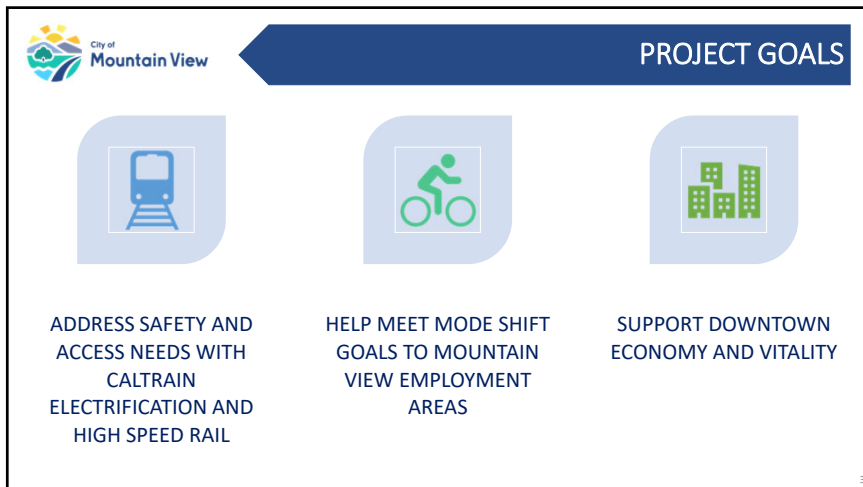 City of
Mountain View
PROJECT GOALS
ADDRESS SAFETY AND
ACCESS NEEDS WITH
CALTRAIN
ELECTRIFICATION AND
HIGH SPEED RAIL
HELP MEET MODE SHIFT
GOALS TO MOUNTAIN
VIEW EMPLOYMENT
AREAS
SUPPORT DOWNTOWN
ECONOMY AND VITALITY
3